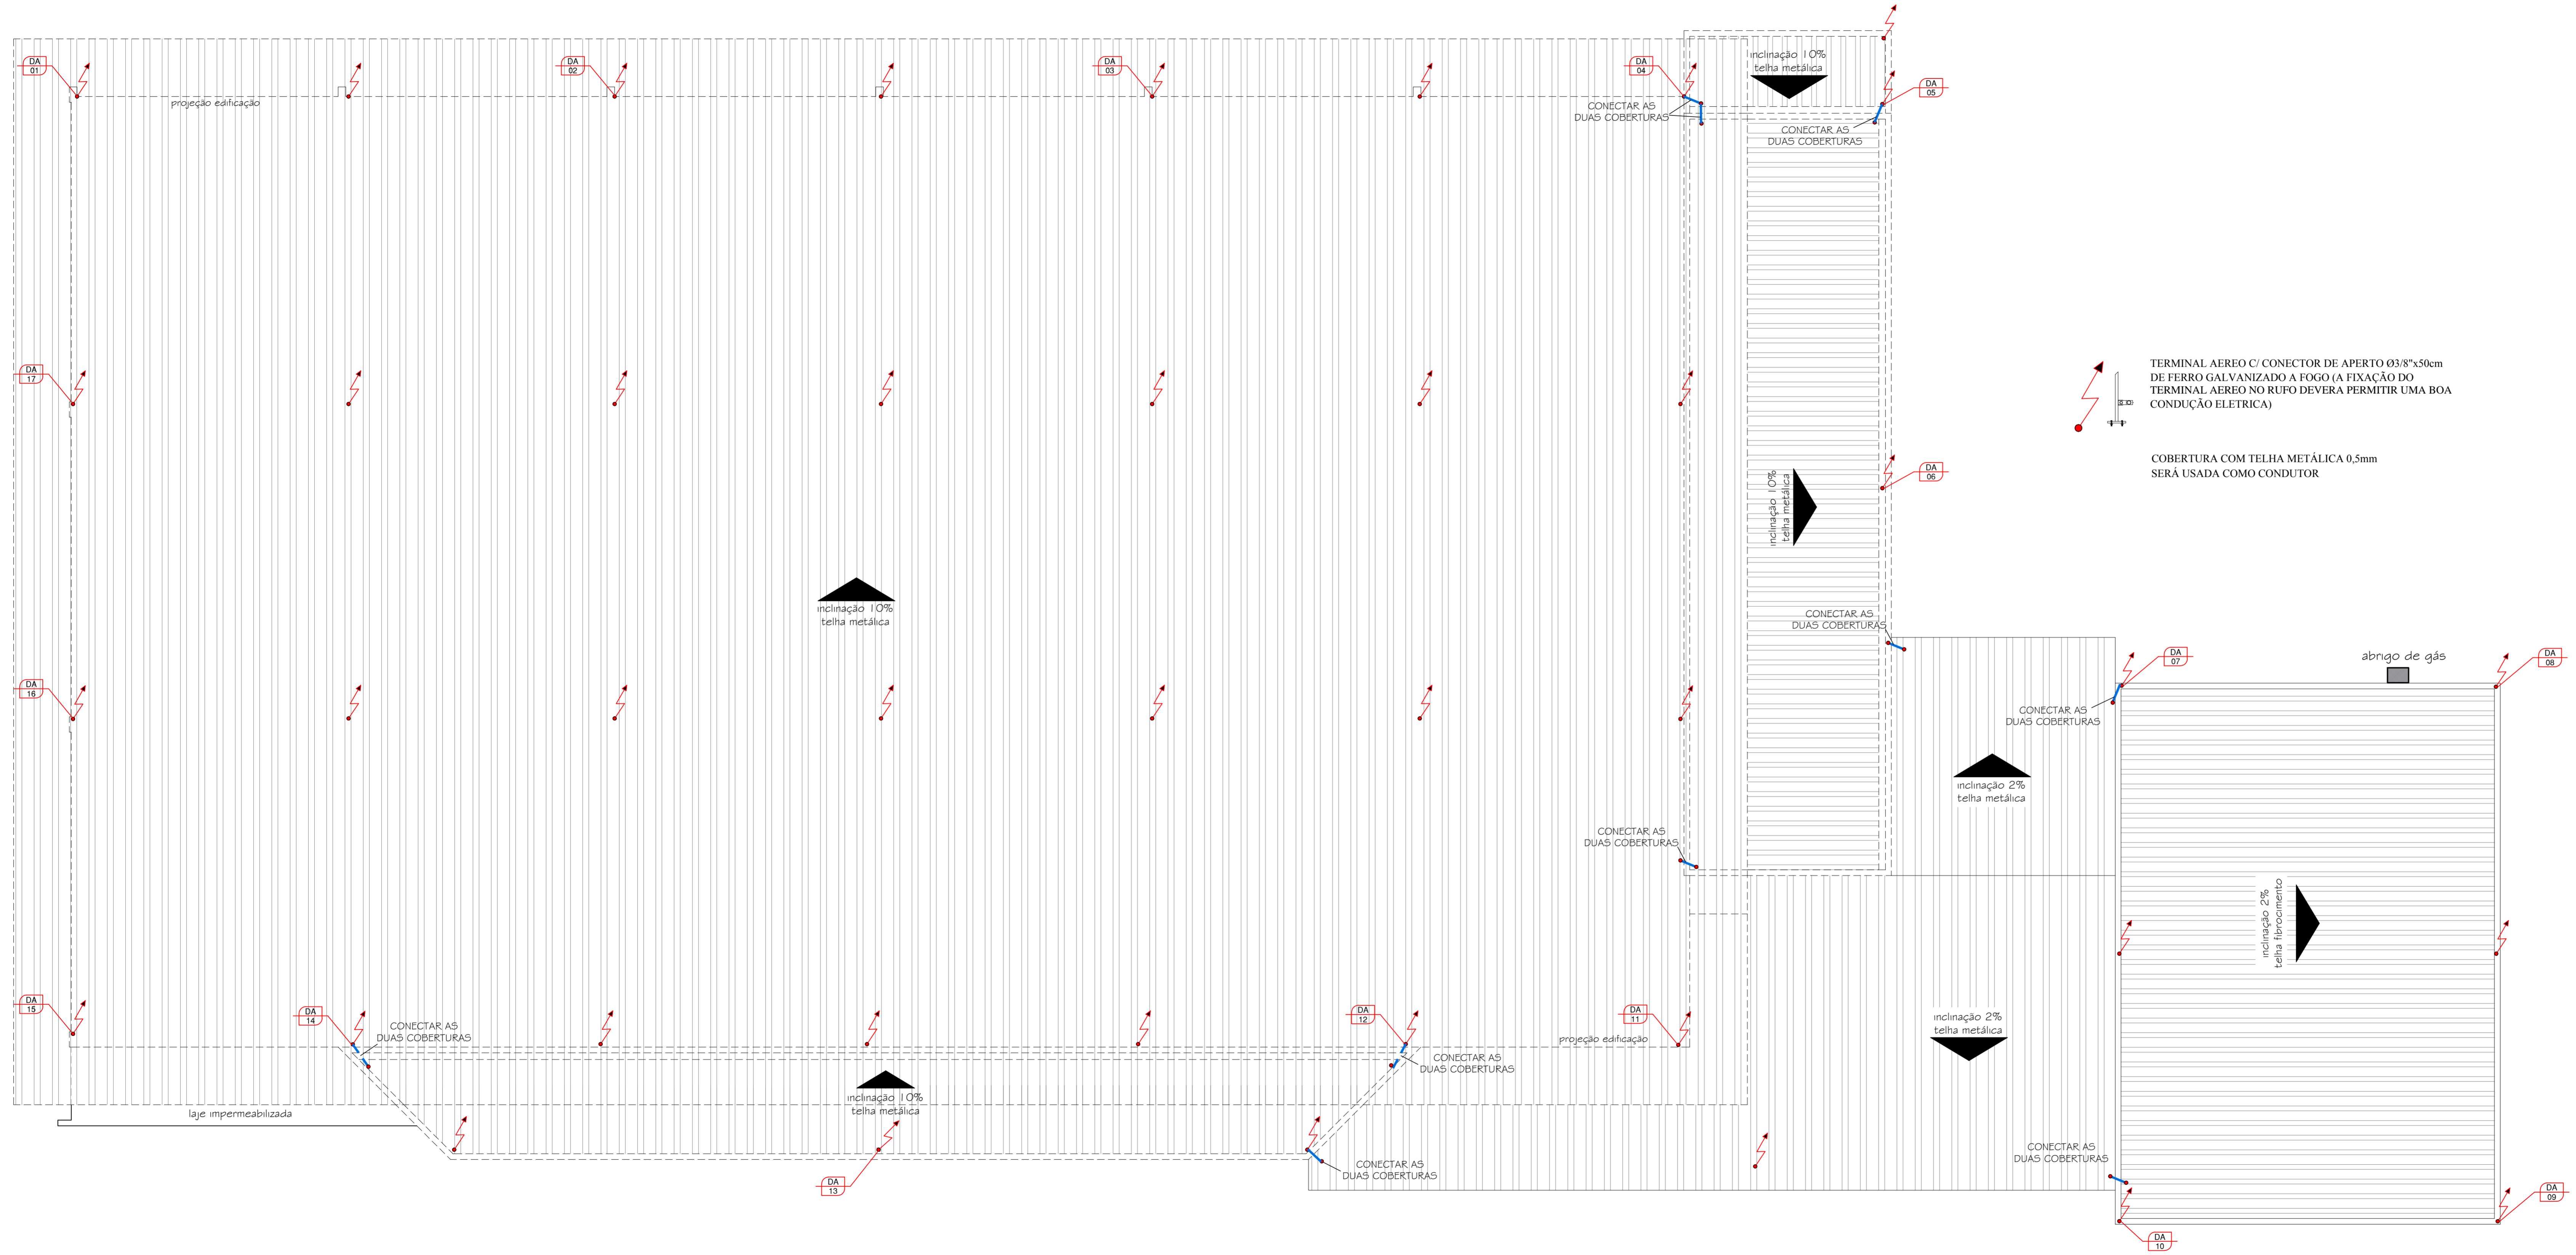 DA
01
DA
02
DA
03
DA
04
inclinação 10%
telha metálica
DA
05
projeção edificação
CONECTAR AS
DUAS COBERTURAS
CONECTAR AS
DUAS COBERTURAS
DA
17
TERMINAL AEREO C/ CONECTOR DE APERTO Ø3/8"x50cm
DE FERRO GALVANIZADO A FOGO (A FIXAÇÃO DO
TERMINAL AEREO NO RUFO DEVERA PERMITIR UMA BOA
CONDUÇÃO ELETRICA)
COBERTURA COM TELHA METÁLICA 0,5mm
SERÁ USADA COMO CONDUTOR
inclinação 10%
telha metálica
DA
06
inclinação 10%
telha metálica
CONECTAR AS
DUAS COBERTURAS
DA
16
DA
07
abrigo de gás
DA
08
CONECTAR AS
DUAS COBERTURAS
inclinação 2%
telha metálica
CONECTAR AS
DUAS COBERTURAS
inclinação 2%
telha fibrocimento
DA
15
DA
14
CONECTAR AS
DUAS COBERTURAS
DA
12
DA
11
projeção edificação
inclinação 2%
telha metálica
CONECTAR AS
DUAS COBERTURAS
inclinação 10%
telha metálica
laje impermeabilizada
CONECTAR AS
DUAS COBERTURAS
CONECTAR AS
DUAS COBERTURAS
DA
13
DA
09
DA
10